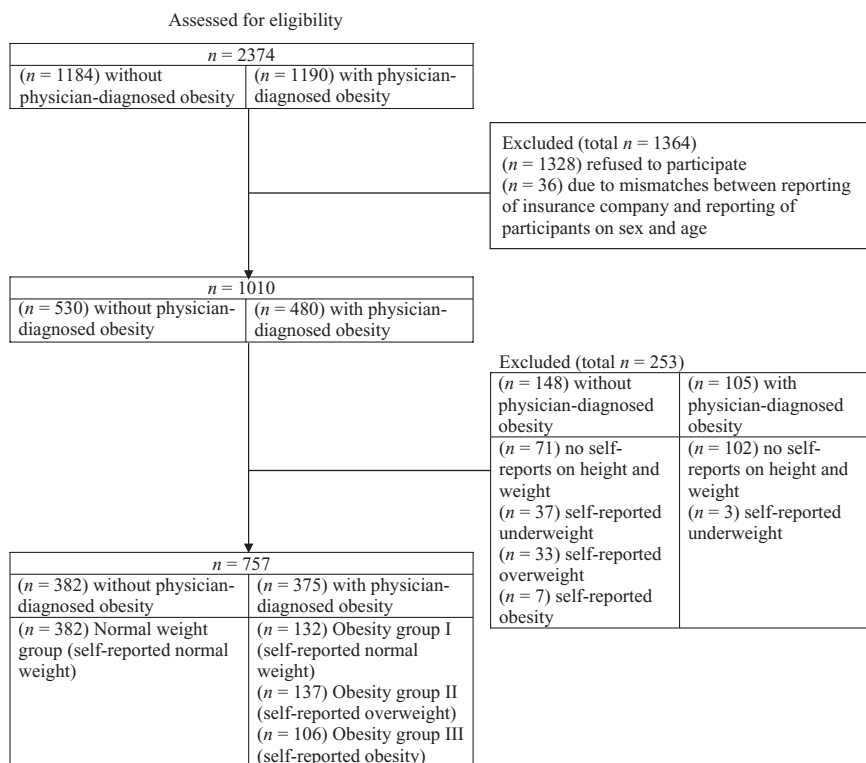 Assessed for eligibility
n = 2374
(n = 1184) without
physician-diagnosed obesity
(n = 1190) with physician-
diagnosed obesity
Excluded (total n = 1364)
(n = 1328) refused to participate
(n = 36) due to mismatches between reporting
of insurance company and reporting of
participants on sex and age
n = 1010
(n = 530) without physician-
diagnosed obesity
(n = 480) with physician-
diagnosed obesity
Excluded (total n = 253)
(n = 148) without
physician-diagnosed
obesity
(n = 105) with
physician-diagnosed
obesity
(n = 71) no self-
reports on height and
weight
(n = 37) self-reported
underweight
(n = 33) self-reported
overweight
(n = 7) self-reported
obesity
(n = 102) no self-
reports on height and
weight
(n = 3) self-reported
underweight
n = 757
(n = 382) without physician-
diagnosed obesity
(n = 375) with physician-
diagnosed obesity
(n = 382) Normal weight
group (self-reported normal
weight)
(n = 132) Obesity group I
(self-reported normal
weight)
(n = 137) Obesity group II
(self-reported overweight)
(n = 106) Obesity group III
(self-reported obesity)